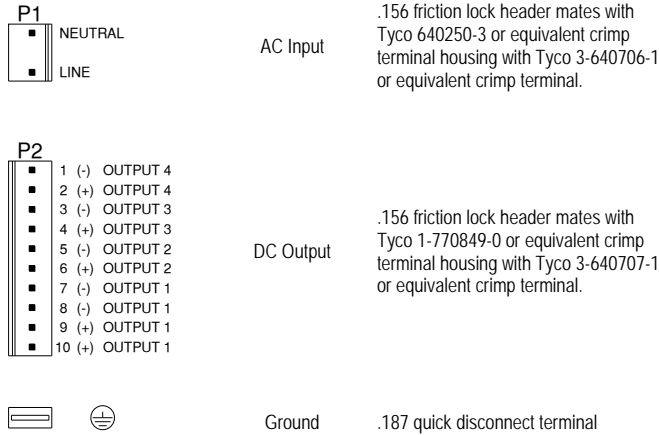 P1
NEUTRAL
LINE
AC Input
.156 friction lock header mates with
Tyco 640250-3 or equivalent crimp
terminal housing with Tyco 3-640706-1
or equivalent crimp terminal.
P2
1 (-) OUTPUT 4
2 (+) OUTPUT 4
3 (-) OUTPUT 3
4 (+) OUTPUT 3
5 (-) OUTPUT 2
6 (+) OUTPUT 2
7 (-) OUTPUT 1
8 (-) OUTPUT 1
9 (+) OUTPUT 1
10 (+) OUTPUT 1
DC Output
.156 friction lock header mates with
Tyco 1-770849-0 or equivalent crimp
terminal housing with Tyco 3-640707-1
or equivalent crimp terminal.
Ground
.187 quick disconnect terminal